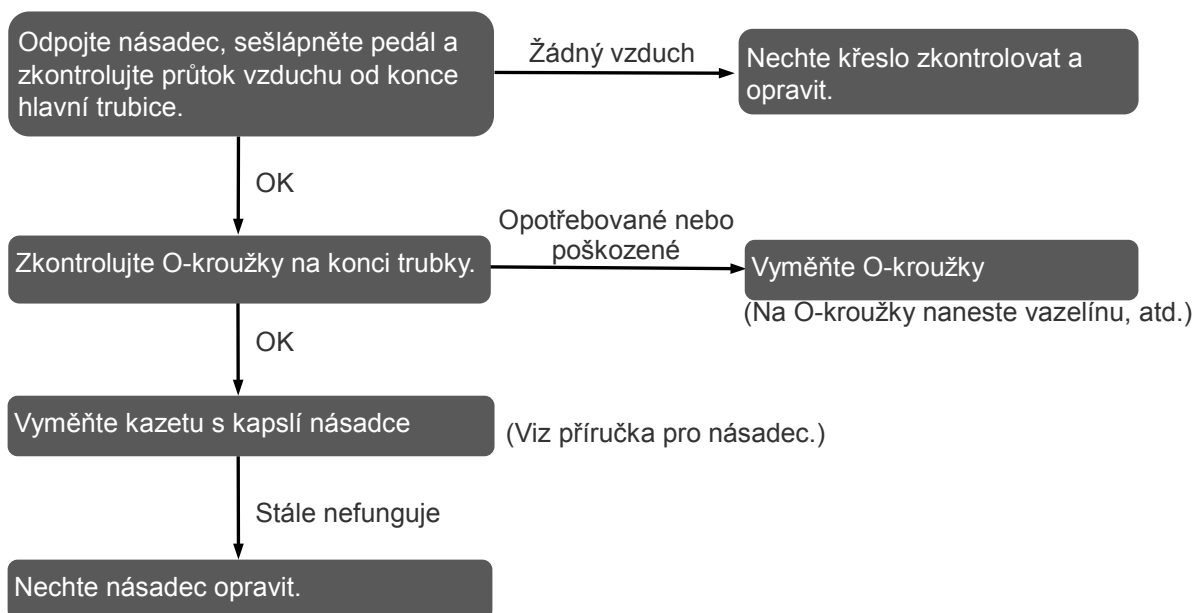 Odpojte násadec, sešlápněte pedál a
zkontrolujte průtok vzduchu od konce
hlavní trubice.
Žádný vzduch
Nechte křeslo zkontrolovat a
opravit.
OK
Zkontrolujte O-kroužky na konci trubky.
Opotřebované nebo
poškozené
Vyměňte O-kroužky
(Na O-kroužky naneste vazelínu, atd.)
OK
Vyměňte kazetu s kapslí násadce
(Viz příručka pro násadec.)
Stále nefunguje
Nechte násadec opravit.